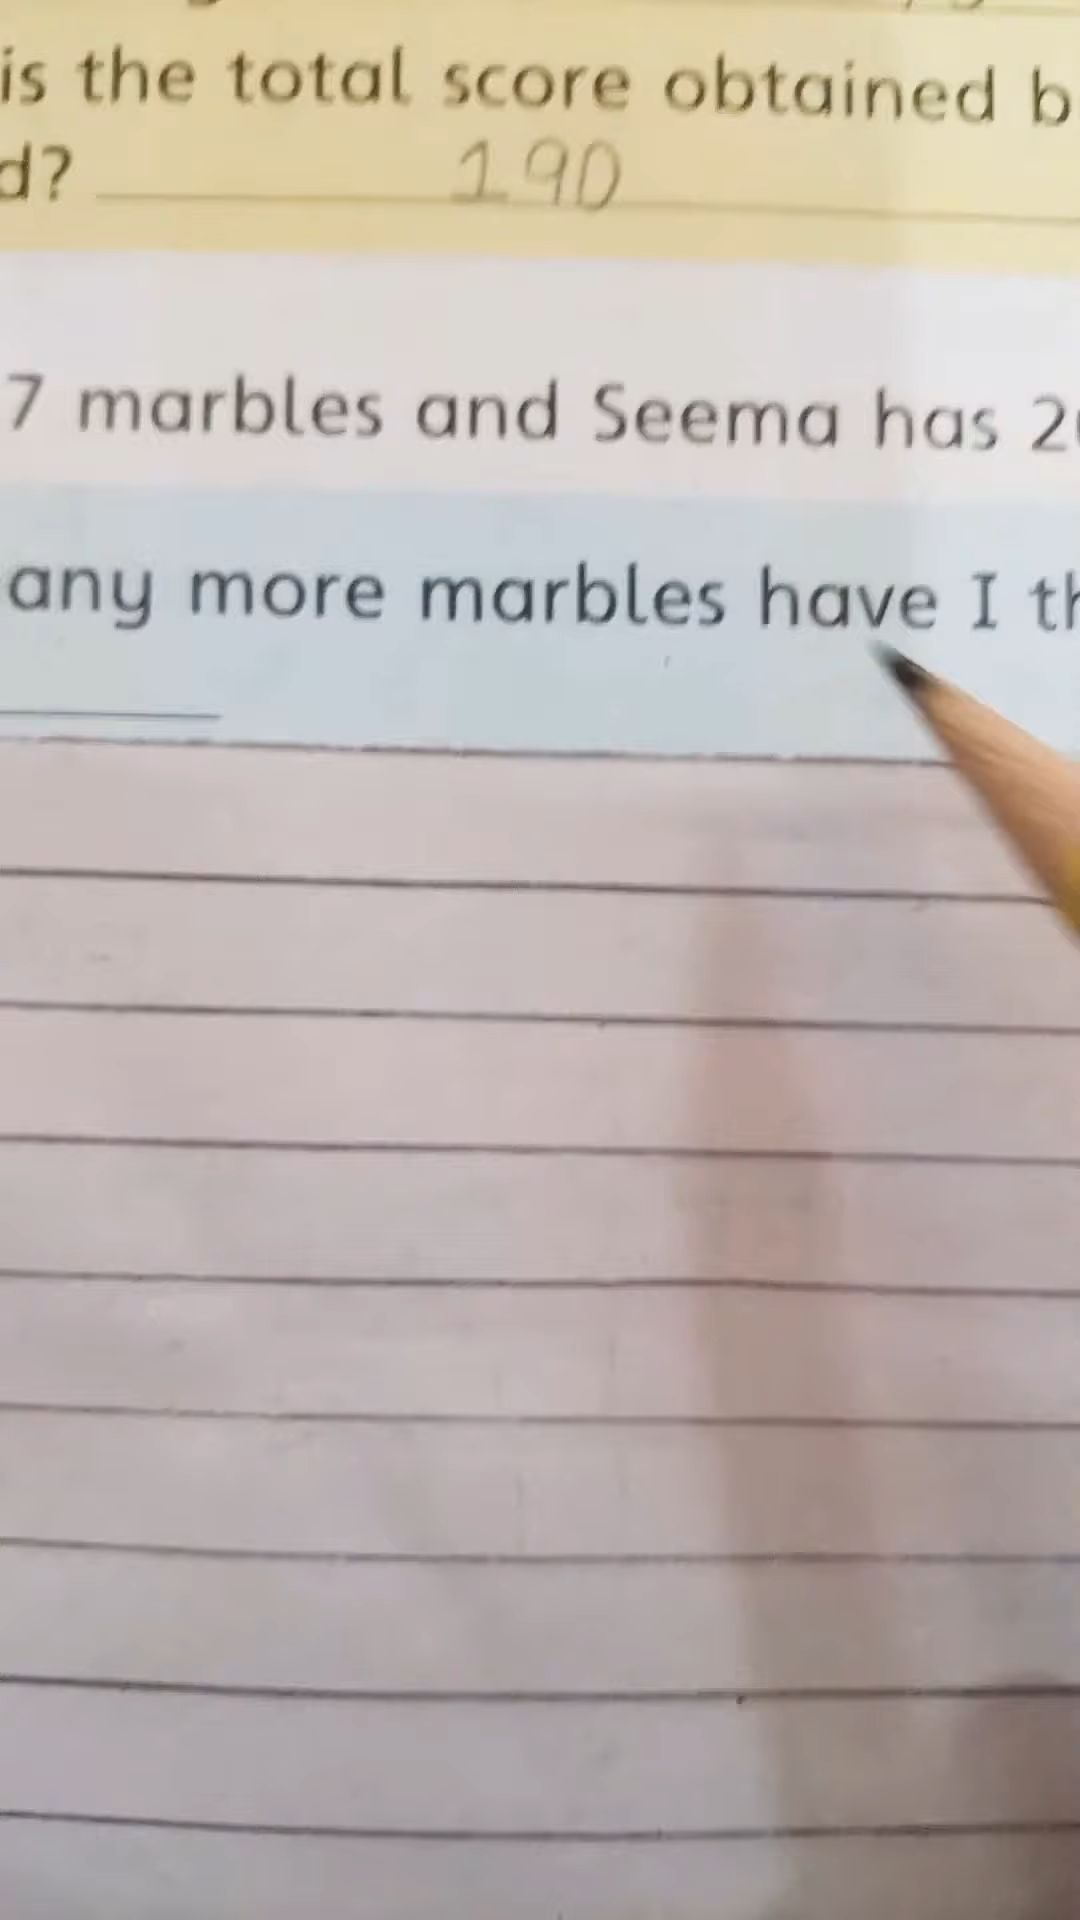 is the total score obtained b
d? 190
7 marbles and Seema has 2
any more marbles have I th